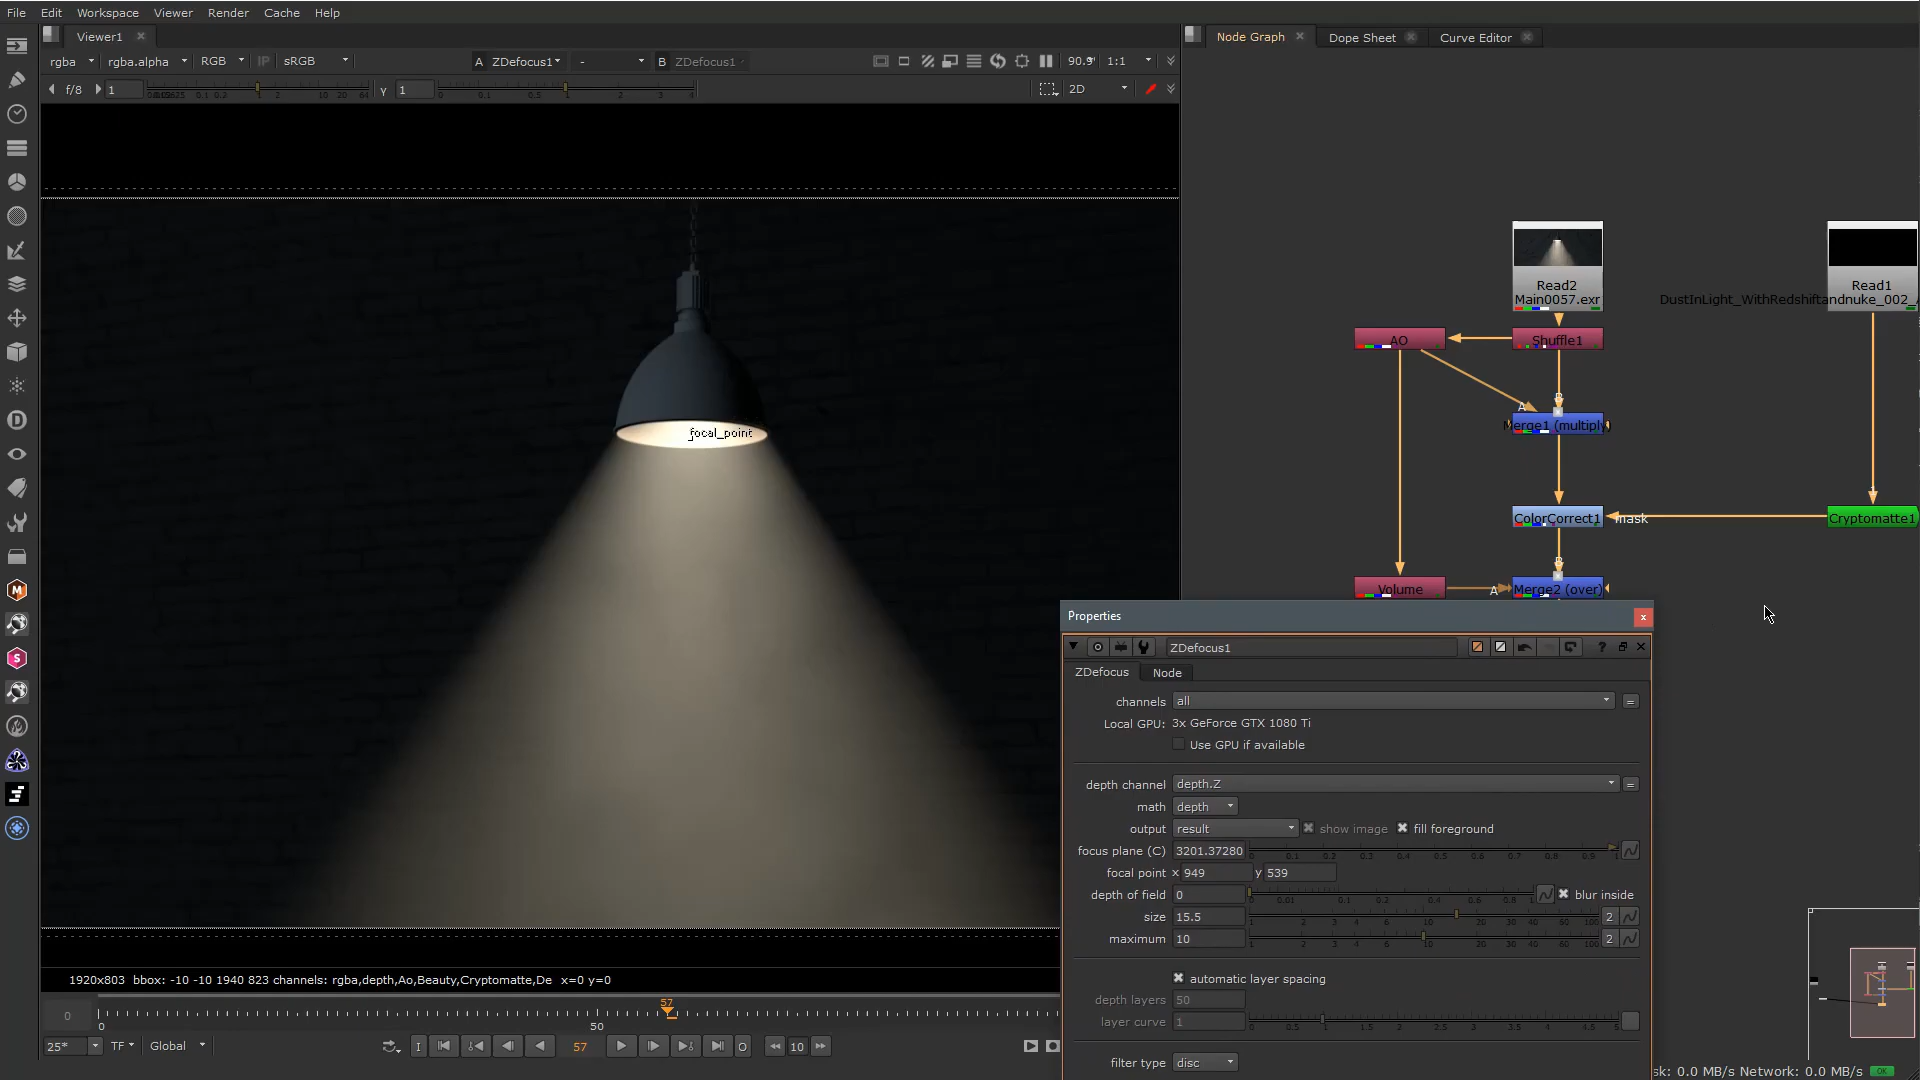 File Edit Workspace Viewer Render Cache Help
Viewer1
Node Graph Dope Sheet Curve Editor
rgba rgba.alpha RGB IP sRGB A ZDefocus1 - B ZDefocus1 1:1
f/8 1 y 1 2D
focal_point
Read2
Main0057.exr
Read1
DustInLight_WithRedshiftandnuke_002_
AO
Shuffle1
A B
Merge1 (multiply)
ColorCorrect1
mask
Cryptomatte1
B
Volume
A
Merge2 (over)
Properties
ZDefocus1
ZDefocus Node
channels all
Local GPU: 3x GeForce GTX 1080 Ti
Use GPU if available
depth channel depth.Z
math depth
output result show image fill foreground
focus plane (C) 3201.37280
focal point x 949 y 539
depth of field 0 blur inside
size 15.5 2
maximum 10 2
automatic layer spacing
depth layers 50
layer curve 1
filter type disc
1920x803 bbox: -10 -10 1940 823 channels: rgba,depth,Ao,Beauty,Cryptomatte,De x=0 y=0
57
0
0 50
25* TF Global I 57 O 10
sk: 0.0 MB/s Network: 0.0 MB/s OK